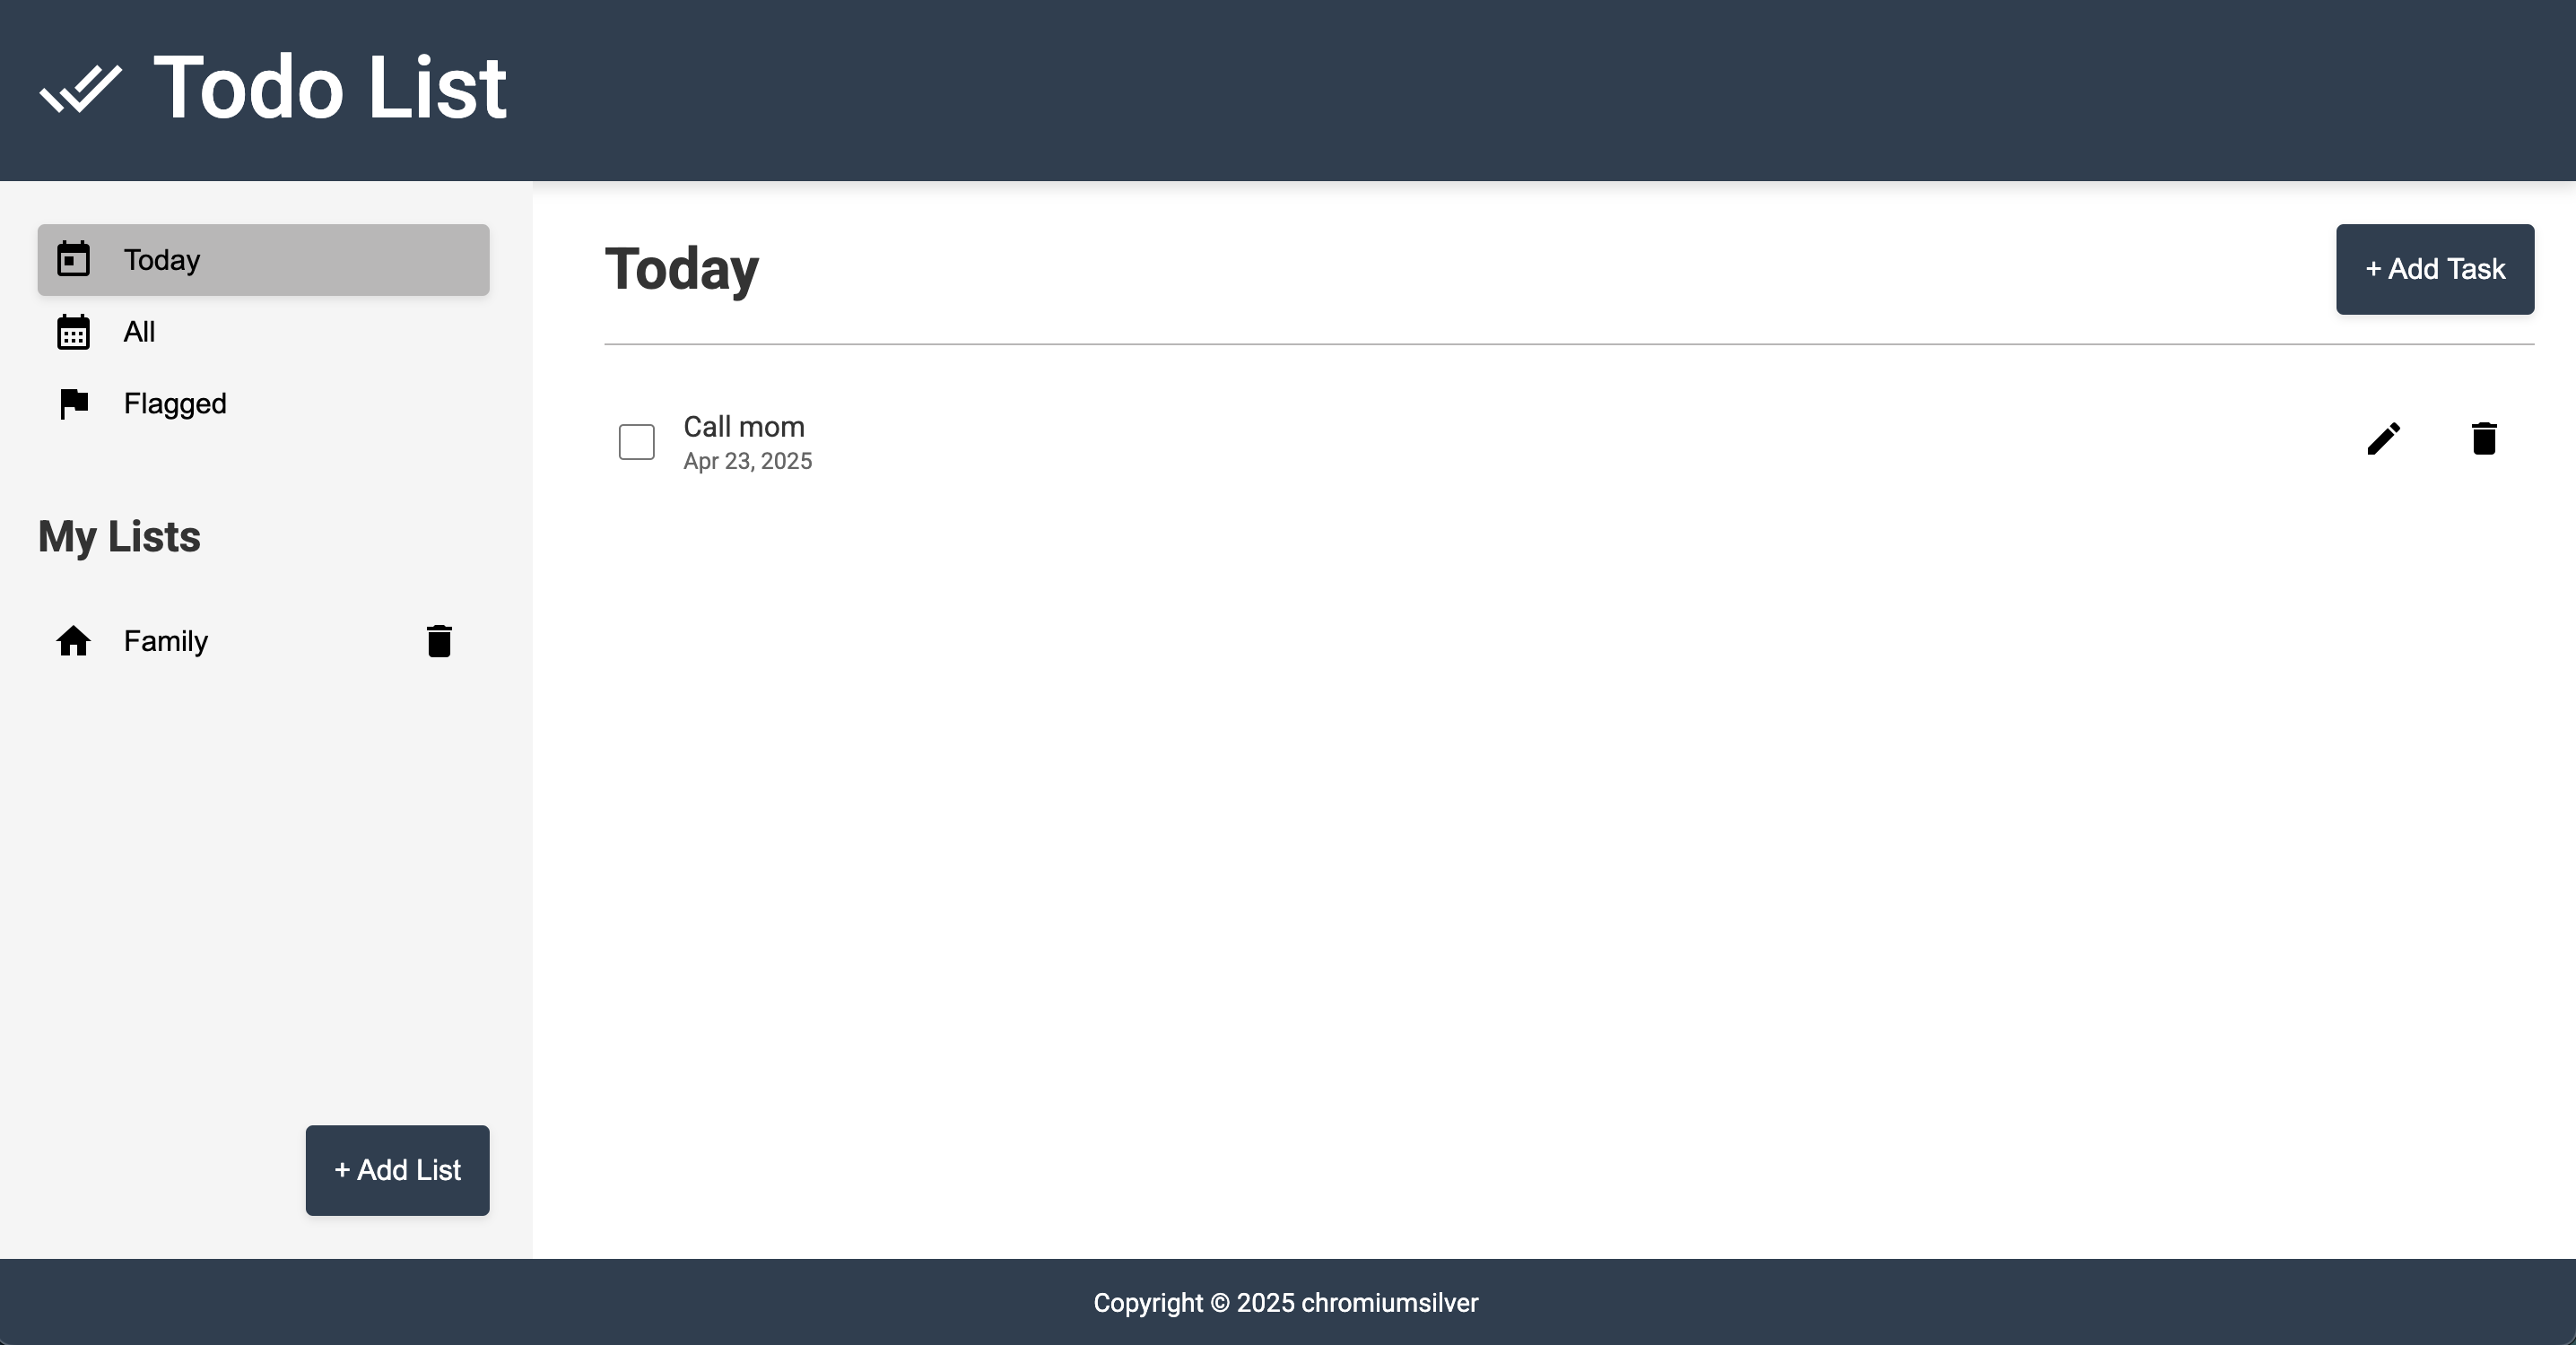 Todo List
Today
All
Flagged
My Lists
Family
+ Add List
Today
+ Add Task
Call mom
Apr 23, 2025
Copyright © 2025 chromiumsilver